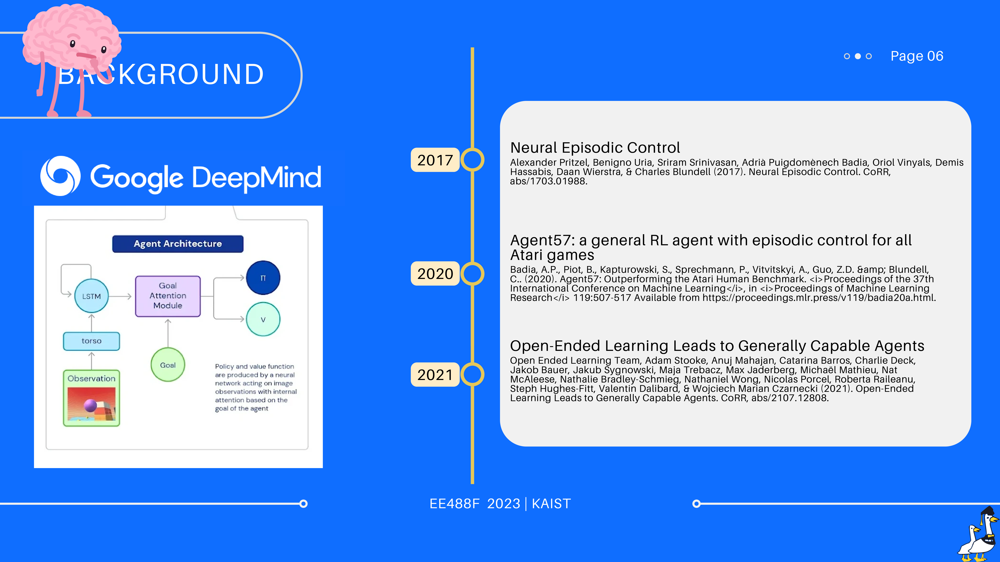 BACKGROUND
Page 06
Google DeepMind
Agent Architecture
LSTM
Goal
Attention
Module
π
V
torso
Goal
Observation
Policy and value function
are produced by a neural
network acting on image
observations with internal
attention based on the
goal of the agent
2017
Neural Episodic Control
Alexander Pritzel, Benigno Uria, Sriram Srinivasan, Adrià Puigdomènech Badia, Oriol Vinyals, Demis
Hassabis, Daan Wierstra, & Charles Blundell (2017). Neural Episodic Control. CoRR,
abs/1703.01988.
2020
Agent57: a general RL agent with episodic control for all
Atari games
Badia, A.P., Piot, B., Kapturowski, S., Sprechmann, P., Vitvitskyi, A., Guo, Z.D. &amp; Blundell,
C.. (2020). Agent57: Outperforming the Atari Human Benchmark. <i>Proceedings of the 37th
International Conference on Machine Learning</i>, in <i>Proceedings of Machine Learning
Research</i> 119:507-517 Available from https://proceedings.mlr.press/v119/badia20a.html.
2021
Open-Ended Learning Leads to Generally Capable Agents
Open Ended Learning Team, Adam Stooke, Anuj Mahajan, Catarina Barros, Charlie Deck,
Jakob Bauer, Jakub Sygnowski, Maja Trebacz, Max Jaderberg, Michaël Mathieu, Nat
McAleese, Nathalie Bradley-Schmieg, Nathaniel Wong, Nicolas Porcel, Roberta Raileanu,
Steph Hughes-Fitt, Valentin Dalibard, & Wojciech Marian Czarnecki (2021). Open-Ended
Learning Leads to Generally Capable Agents. CoRR, abs/2107.12808.
EE488F 2023 | KAIST